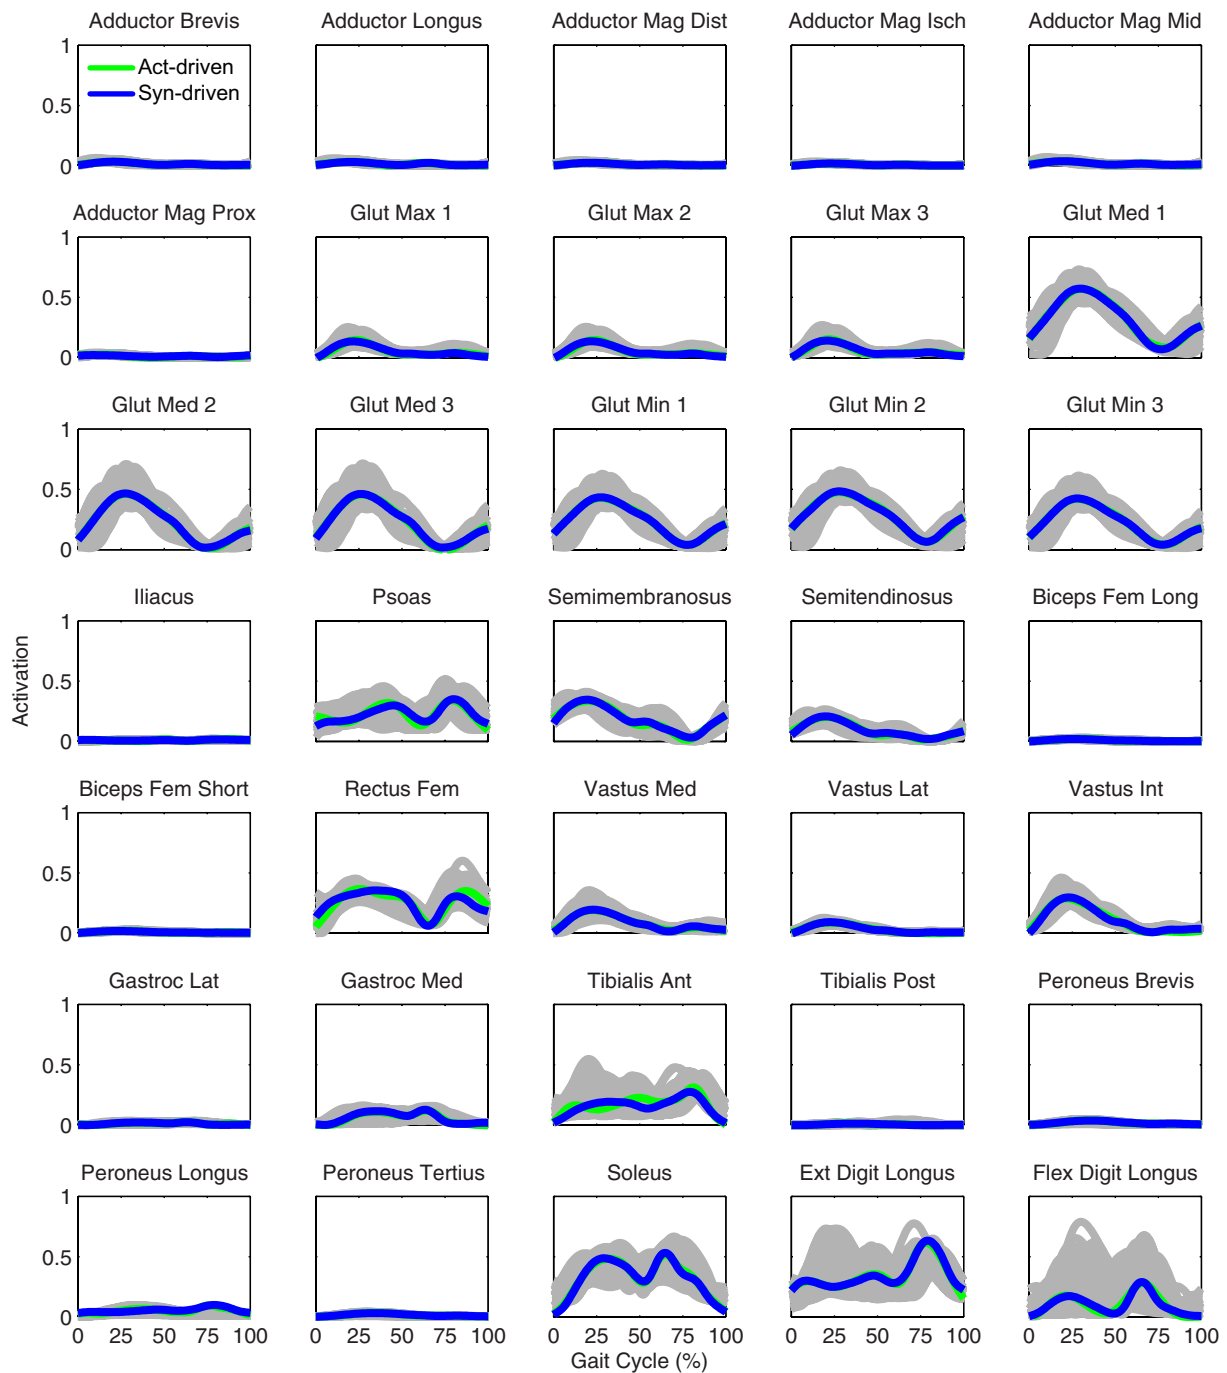 Adductor Brevis Adductor Longus Adductor Mag Dist Adductor Mag Isch Adductor Mag Mid
1
Act-driven
Syn-driven
0.5
0
Adductor Mag Prox Glut Max 1 Glut Max 2 Glut Max 3 Glut Med 1
1
0.5
0
Glut Med 2 Glut Med 3 Glut Min 1 Glut Min 2 Glut Min 3
1
0.5
0
Iliacus Psoas Semimembranosus Semitendinosus Biceps Fem Long
1
0.5
0
Activation
Biceps Fem Short Rectus Fem Vastus Med Vastus Lat Vastus Int
1
0.5
0
Gastroc Lat Gastroc Med Tibialis Ant Tibialis Post Peroneus Brevis
1
0.5
0
Peroneus Longus Peroneus Tertius Soleus Ext Digit Longus Flex Digit Longus
1
0.5
0
0 25 50 75 100 0 25 50 75 100 0 25 50 75 100 0 25 50 75 100 0 25 50 75 100
Gait Cycle (%)